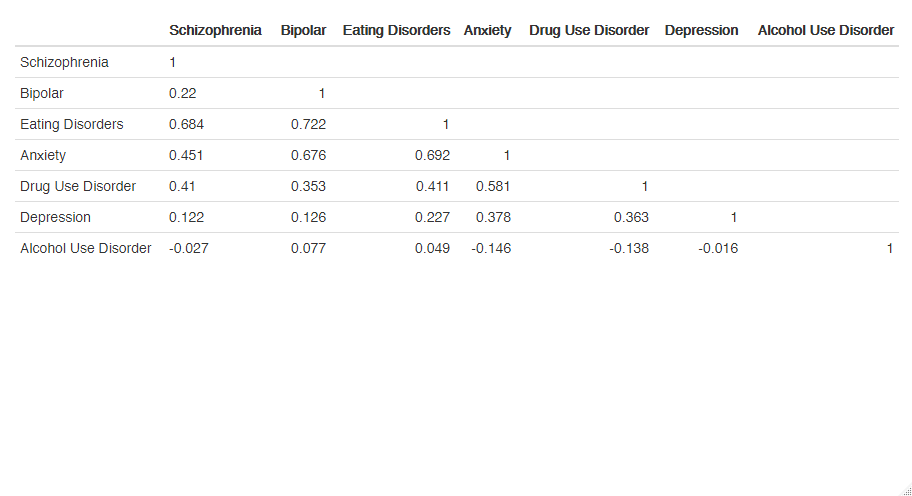 Schizophrenia Bipolar Eating Disorders Anxiety Drug Use Disorder Depression Alcohol Use Disorder
Schizophrenia 1
Bipolar 0.22 1
Eating Disorders 0.684 0.722 1
Anxiety 0.451 0.676 0.692 1
Drug Use Disorder 0.41 0.353 0.411 0.581 1
Depression 0.122 0.126 0.227 0.378 0.363 1
Alcohol Use Disorder -0.027 0.077 0.049 -0.146 -0.138 -0.016 1